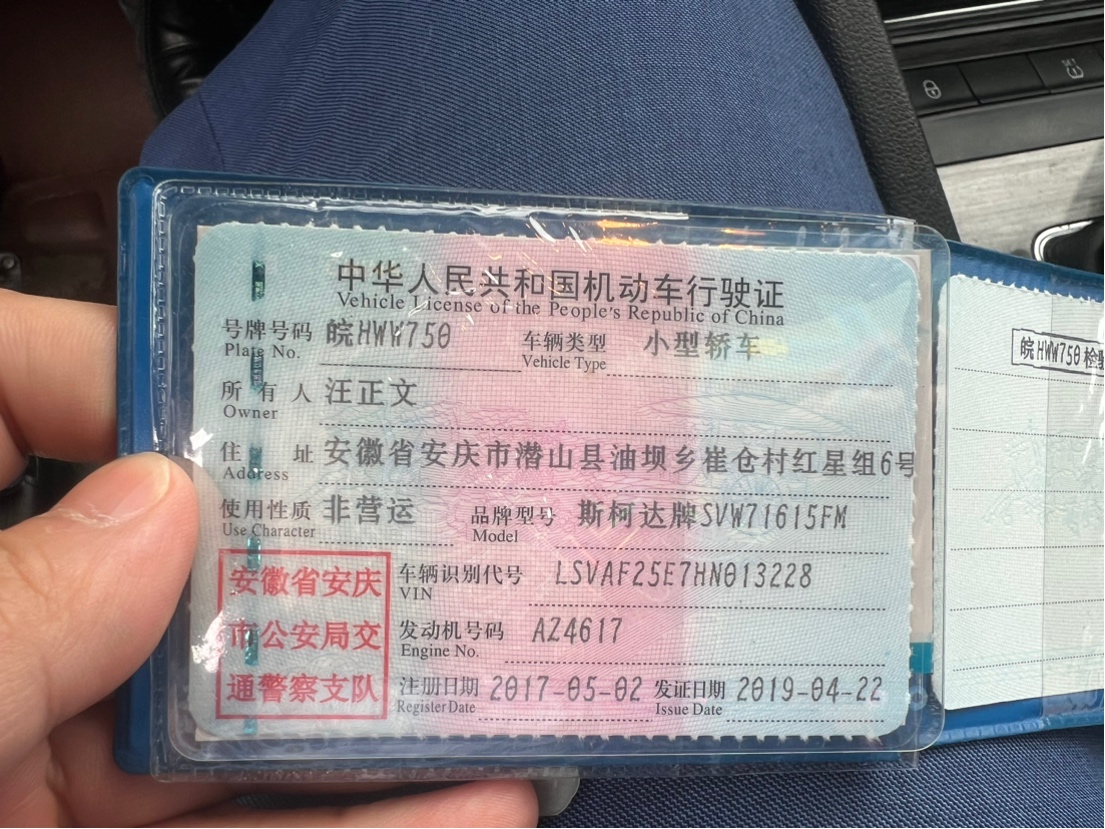 中华人民共和国机动车行驶证
Vehicle License of the People's Republic of China
号牌号码 皖HWW750 车辆类型 小型轿车
Plate No. Vehicle Type
所有人 汪正文
Owner
住址 安徽省安庆市潜山县油坝乡崔仓村红星组6号
Address
使用性质 非营运 品牌型号 斯柯达牌SVW71615FM
Use Character Model
车辆识别代号 LSVAF25E7HN013228
VIN
发动机号码 AZ4617
Engine No.
注册日期 2017-05-02 发证日期 2019-04-22
Register Date Issue Date
安徽省安庆
市公安局交
通警察支队
皖HWW750检验